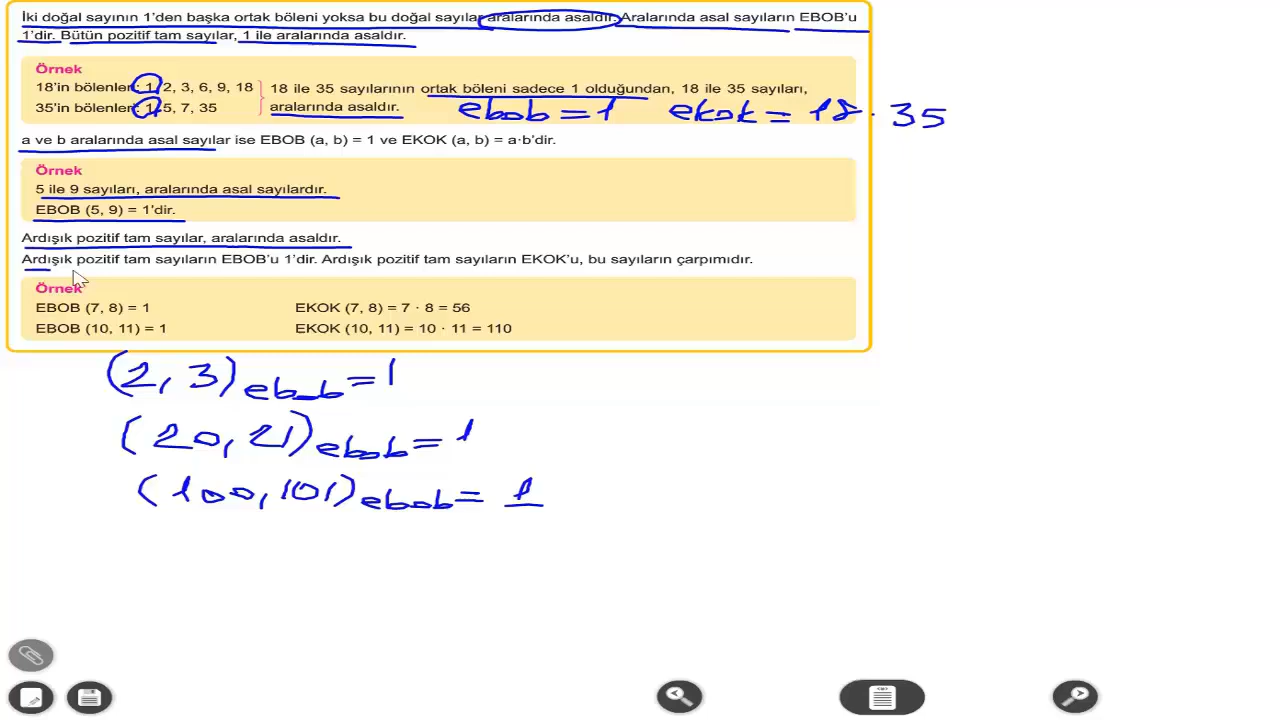 İki doğal sayının 1'den başka ortak böleni yoksa bu doğal sayılar aralarında asaldır. Aralarında asal sayıların EBOB'u
1'dir. Bütün pozitif tam sayılar, 1 ile aralarında asaldır.
Örnek
18'in bölenleri: 1, 2, 3, 6, 9, 18
35'in bölenleri: 1, 5, 7, 35
18 ile 35 sayılarının ortak böleni sadece 1 olduğundan, 18 ile 35 sayıları,
aralarında asaldır.
ebob = 1 ekok = 18 · 35
a ve b aralarında asal sayılar ise EBOB (a, b) = 1 ve EKOK (a, b) = a·b'dir.
Örnek
5 ile 9 sayıları, aralarında asal sayılardır.
EBOB (5, 9) = 1'dir.
Ardışık pozitif tam sayılar, aralarında asaldır.
Ardışık pozitif tam sayıların EBOB'u 1'dir. Ardışık pozitif tam sayıların EKOK'u, bu sayıların çarpımıdır.
Örnek
EBOB (7, 8) = 1 EKOK (7, 8) = 7 · 8 = 56
EBOB (10, 11) = 1 EKOK (10, 11) = 10 · 11 = 110
(2, 3) ebob = 1
(20, 21) ebob = 1
(100, 101) ebob = 1